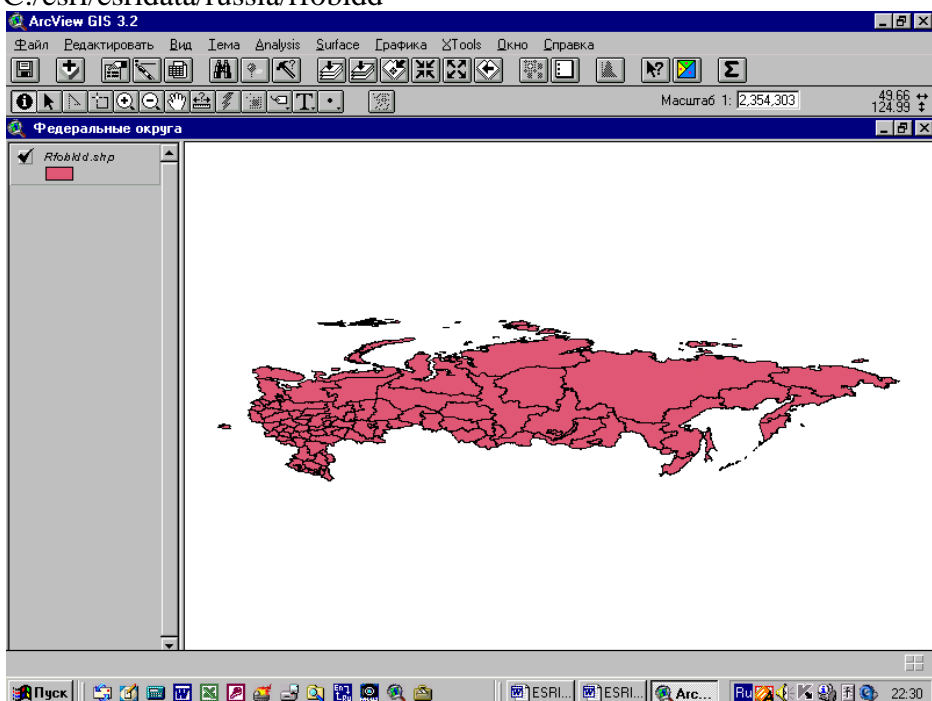 C:/esri/esridata/russia/rfobldd
ArcView GIS 3.2
Файл Редактировать Вид Тема Analysis Surface Графика XTools Окно Справка
Масштаб 1: 2,354,303 49.66
124.99
Федеральные округа
Rfobldd.shp
Пуск ESRI... ESRI... Arc... Ru 22:30